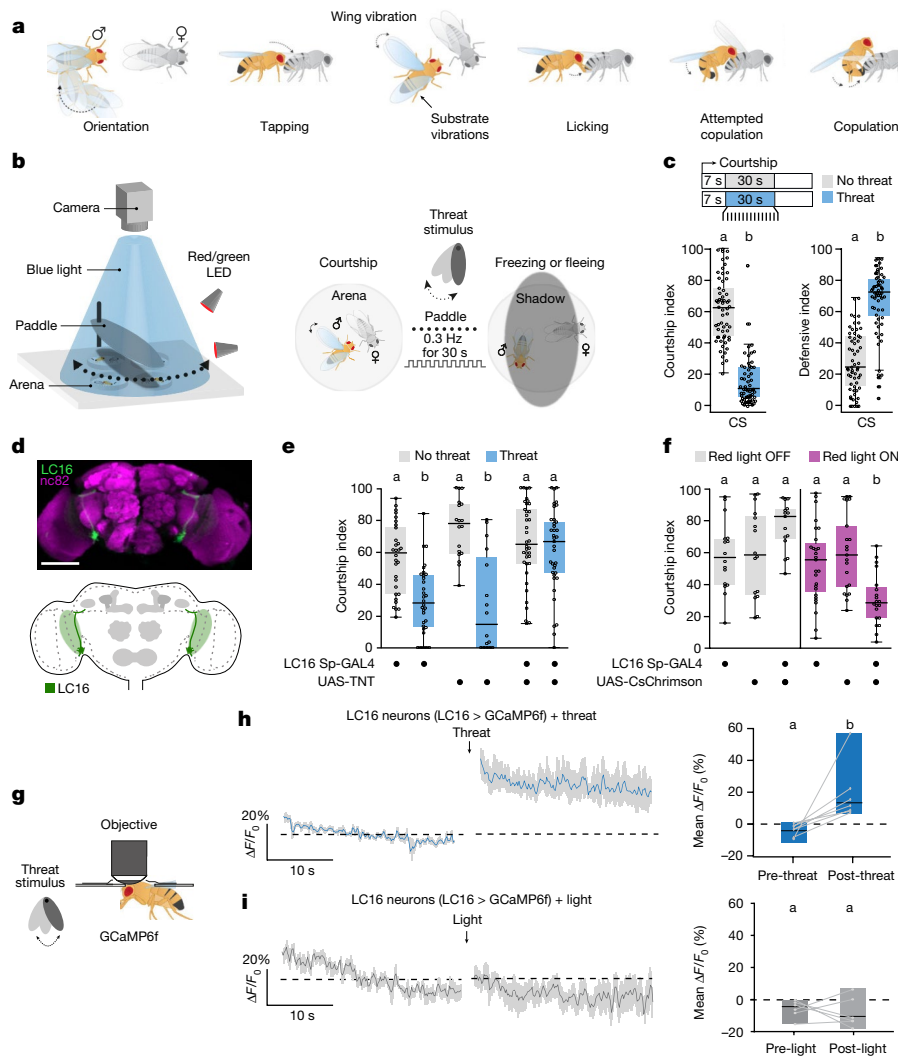 a
♂
♀
Wing vibration
Orientation
Tapping
Substrate
vibrations
Licking
Attempted
copulation
Copulation
b
Camera
Blue light
Red/green
LED
Paddle
Arena
Courtship
Arena
♂
♀
Threat
stimulus
Paddle
0.3 Hz
for 30 s
Freezing or fleeing
Shadow
♂
♀
c
Courtship
7 s 30 s
7 s 30 s
No threat
Threat
a b
Courtship index
100
80
60
40
20
0
CS
a b
Defensive index
100
80
60
40
20
0
CS
d
LC16
nc82
LC16
e
No threat Threat
a b a b a a
Courtship index
100
80
60
40
20
0
LC16 Sp-GAL4
UAS-TNT
f
Red light OFF Red light ON
a a a a a b
Courtship index
100
80
60
40
20
0
LC16 Sp-GAL4
UAS-CsChrimson
g
Objective
Threat
stimulus
GCaMP6f
h
LC16 neurons (LC16 > GCaMP6f) + threat
Threat
20%
ΔF/F0
10 s
a b
Mean ΔF/F0 (%)
60
40
20
0
−20
Pre-threat Post-threat
i
LC16 neurons (LC16 > GCaMP6f) + light
Light
20%
ΔF/F0
10 s
a a
Mean ΔF/F0 (%)
60
40
20
0
−20
Pre-light Post-light